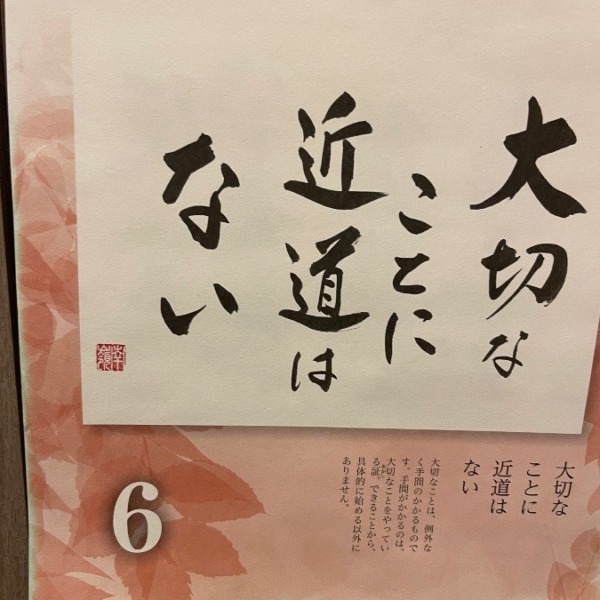 大切な
ことに
近道は
ない
大切な
ことに
近道は
ない
大切なことは、例外な
く手間のかかるもので
す。手間がかかるのは、
大切なことをやってい
る証。できることから、
具体的に始める以外に
ありません。
6